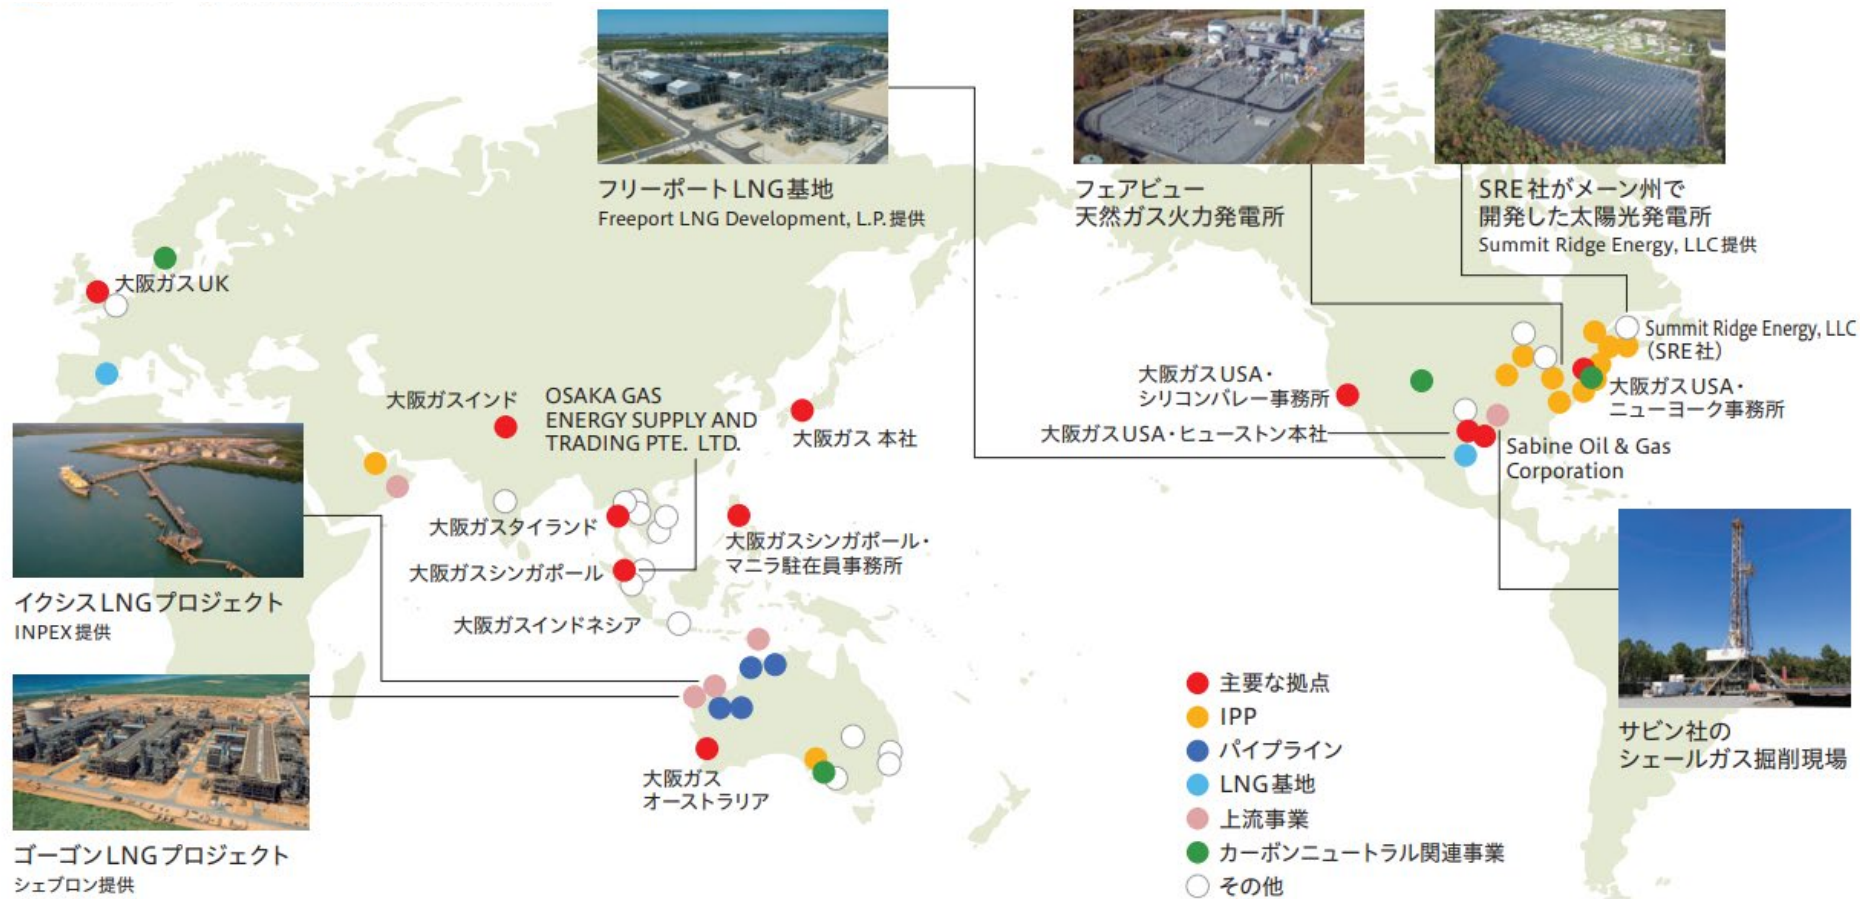 フリーポートLNG基地
Freeport LNG Development, L.P.提供
フェアビュー
天然ガス火力発電所
SRE社がメーン州で
開発した太陽光発電所
Summit Ridge Energy, LLC提供
大阪ガスUK
Summit Ridge Energy, LLC
(SRE社)
大阪ガスインド
OSAKA GAS
ENERGY SUPPLY AND
TRADING PTE. LTD.
大阪ガス 本社
大阪ガスUSA・
シリコンバレー事務所
大阪ガスUSA・
ニューヨーク事務所
大阪ガスUSA・ヒューストン本社
Sabine Oil & Gas
Corporation
大阪ガスタイランド
大阪ガスシンガポール・
マニラ駐在員事務所
大阪ガスシンガポール
イクシスLNGプロジェクト
INPEX提供
大阪ガスインドネシア
大阪ガス
オーストラリア
ゴーゴンLNGプロジェクト
シェブロン提供
主要な拠点
IPP
パイプライン
LNG基地
上流事業
カーボンニュートラル関連事業
その他
サビン社の
シェールガス掘削現場